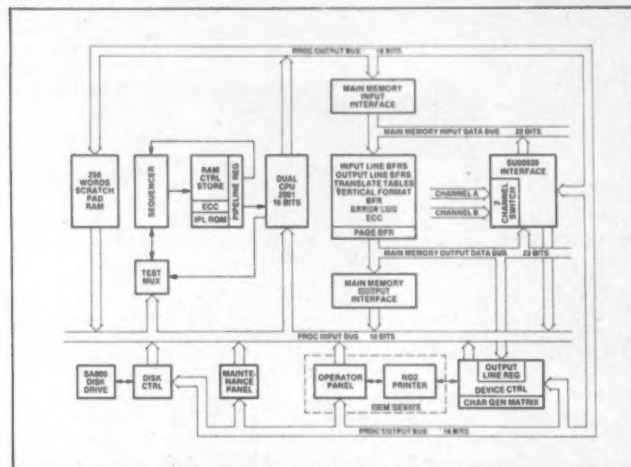 PROC OUTPUT BUS 16 BITS
MAIN MEMORY
INPUT
INTERFACE
MAIN MEMORY INPUT DATA BUS 22 BITS
256
WORDS
SCRATCH
PAD
RAM
SEQUENCER
RAM
CTRL
STORE
ECC
IPL ROM
PIPELINE REG
DUAL
CPU
2901
16 BITS
INPUT LINE BFRS
OUTPUT LINE BFRS
TRANSLATE TABLES
VERTICAL FORMAT
BFR
ERROR LOG
ECC
PAGE BFR
CHANNEL A
CHANNEL B
INTERFACE
2
CHANNEL
SWITCH
TEST
MUX
MAIN MEMORY OUTPUT DATA BUS 22 BITS
MAIN MEMORY
OUTPUT
INTERFACE
PROC INPUT BUS 16 BITS
SA800
DISK
DRIVE
DISK
CTRL
MAINTE-
NANCE
PANEL
OPERATOR
PANEL
ND2
PRINTER
OUTPUT
LINE REG
DEVICE CTRL
CHAR GEN MATRIX
PROC OUTPUT BUS 16 BITS